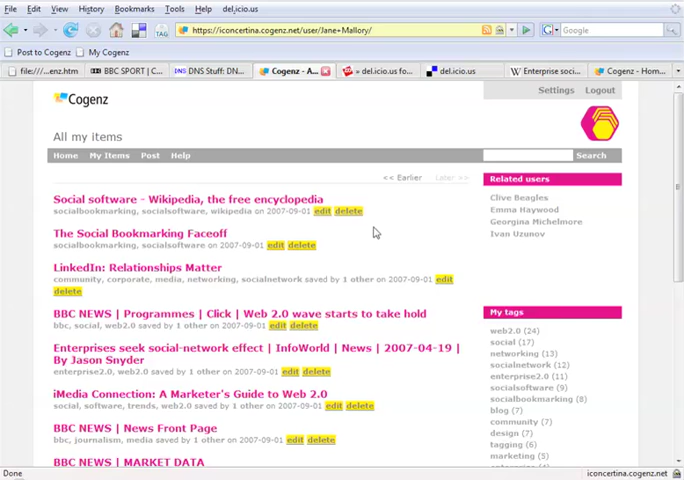 File Edit View History Bookmarks Tools Help del.icio.us
TAG https://iconcertina.cogenz.net/user/Jane+Mallory/ Google
Post to Cogenz My Cogenz
file:///...enz.htm BBC SPORT | C... DNS Stuff: DN... Cogenz - A... » del.icio.us fo... del.icio.us Enterprise soci... Cogenz - Hom...
Settings Logout
Cogenz
All my items
Home My Items Post Help Search
<< Earlier Later >>
Related users
Social software - Wikipedia, the free encyclopedia
socialbookmarking, socialsoftware, wikipedia on 2007-09-01 edit delete
The Social Bookmarking Faceoff
socialbookmarking, socialsoftware on 2007-09-01 edit delete
LinkedIn: Relationships Matter
community, corporate, media, networking, socialnetwork saved by 1 other on 2007-09-01 edit
delete
BBC NEWS | Programmes | Click | Web 2.0 wave starts to take hold
bbc, social, web2.0 saved by 1 other on 2007-09-01 edit delete
Enterprises seek social-network effect | InfoWorld | News | 2007-04-19 |
By Jason Snyder
enterprise2.0, web2.0 saved by 1 other on 2007-09-01 edit delete
iMedia Connection: A Marketer's Guide to Web 2.0
social, software, trends, web2.0 saved by 1 other on 2007-09-01 edit delete
BBC NEWS | News Front Page
bbc, journalism, media saved by 1 other on 2007-09-01 edit delete
BBC NEWS | MARKET DATA
Clive Beagles
Emma Haywood
Georgina Michelmore
Ivan Uzunov
My tags
web2.0 (24)
social (17)
networking (13)
socialnetwork (12)
enterprise2.0 (11)
socialsoftware (9)
socialbookmarking (8)
blog (7)
community (7)
design (7)
tagging (6)
marketing (5)
Done iconcertina.cogenz.net